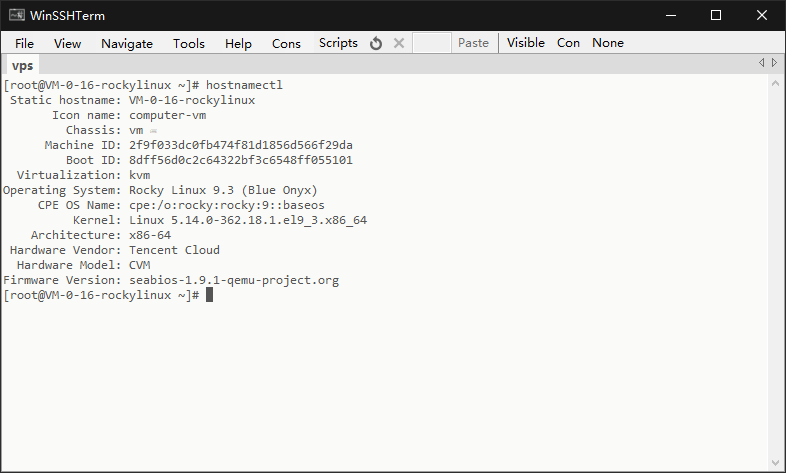 WinSSHTerm
File View Navigate Tools Help Cons Scripts Paste Visible Con None
vps
[root@VM-0-16-rockylinux ~]# hostnamectl
Static hostname: VM-0-16-rockylinux
Icon name: computer-vm
Chassis: vm
Machine ID: 2f9f033dc0fb474f81d1856d566f29da
Boot ID: 8dff56d0c2c64322bf3c6548ff055101
Virtualization: kvm
Operating System: Rocky Linux 9.3 (Blue Onyx)
CPE OS Name: cpe:/o:rocky:rocky:9::baseos
Kernel: Linux 5.14.0-362.18.1.el9_3.x86_64
Architecture: x86-64
Hardware Vendor: Tencent Cloud
Hardware Model: CVM
Firmware Version: seabios-1.9.1-qemu-project.org
[root@VM-0-16-rockylinux ~]#